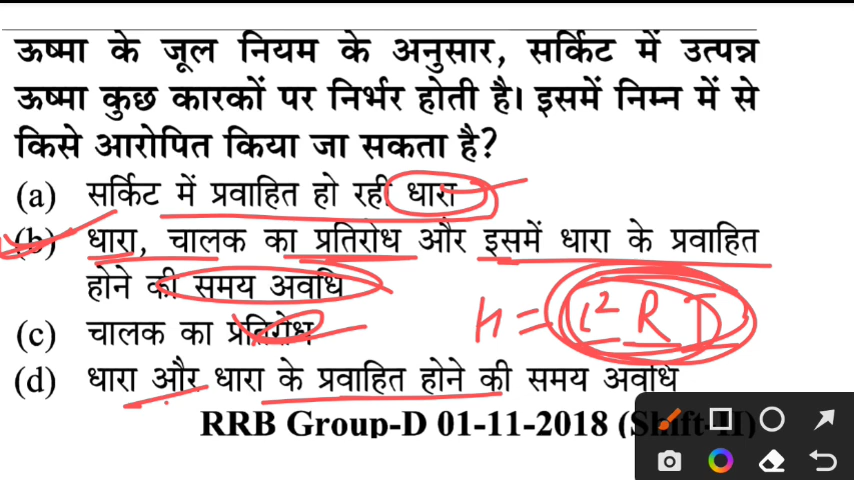 ऊष्मा के जूल नियम के अनुसार, सर्किट में उत्पन्न
ऊष्मा कुछ कारकों पर निर्भर होती है। इसमें निम्न में से
किसे आरोपित किया जा सकता है?
(a) सर्किट में प्रवाहित हो रही धारा
(b) धारा, चालक का प्रतिरोध और इसमें धारा के प्रवाहित
होने की समय अवधि
(c) चालक का प्रतिरोध
(d) धारा और धारा के प्रवाहित होने की समय अवधि
H = i² R T
RRB Group-D 01-11-2018 (Shift-II)